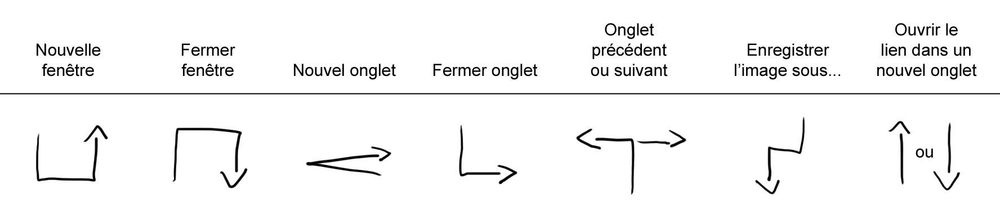 Nouvelle
fenêtre
Fermer
fenêtre
Nouvel onglet
Fermer onglet
Onglet
précédent
ou suivant
Enregistrer
l’image sous...
Ouvrir le
lien dans un
nouvel onglet
ou